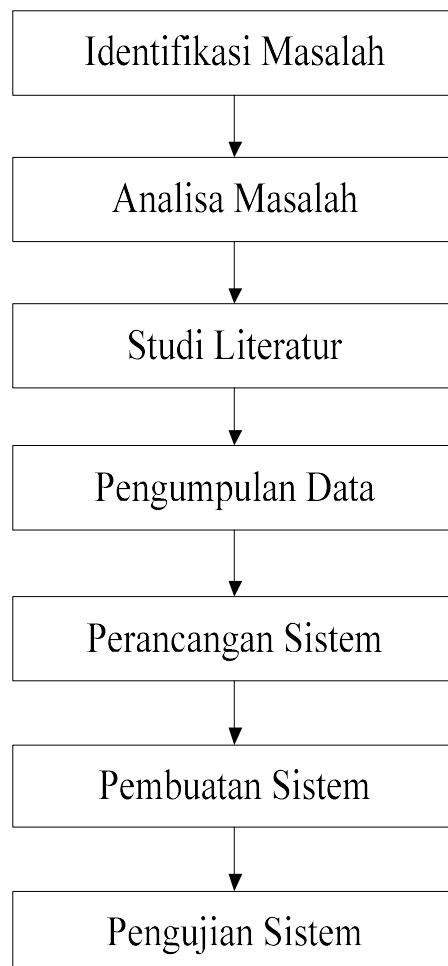 Identifikasi Masalah
Analisa Masalah
Studi Literatur
Pengumpulan Data
Perancangan Sistem
Pembuatan Sistem
Pengujian Sistem